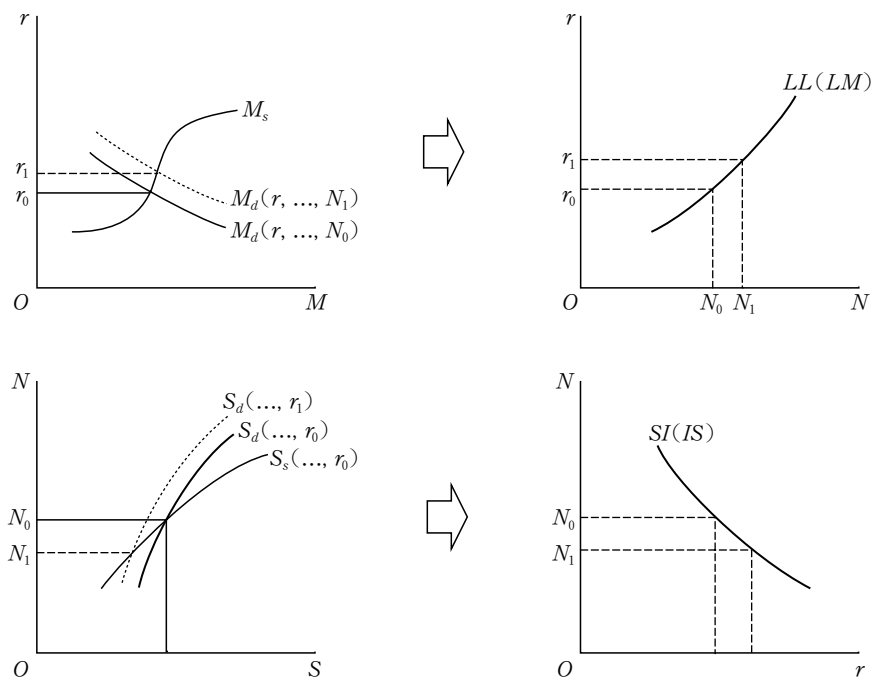 r
M_s
r_1
r_0
M_d(r, ..., N_1)
M_d(r, ..., N_0)
O
M
r
LL(LM)
r_1
r_0
O
N_0
N_1
N
N
S_d(..., r_1)
S_d(..., r_0)
S_s(..., r_0)
N_0
N_1
O
S
N
SI(IS)
N_0
N_1
O
r